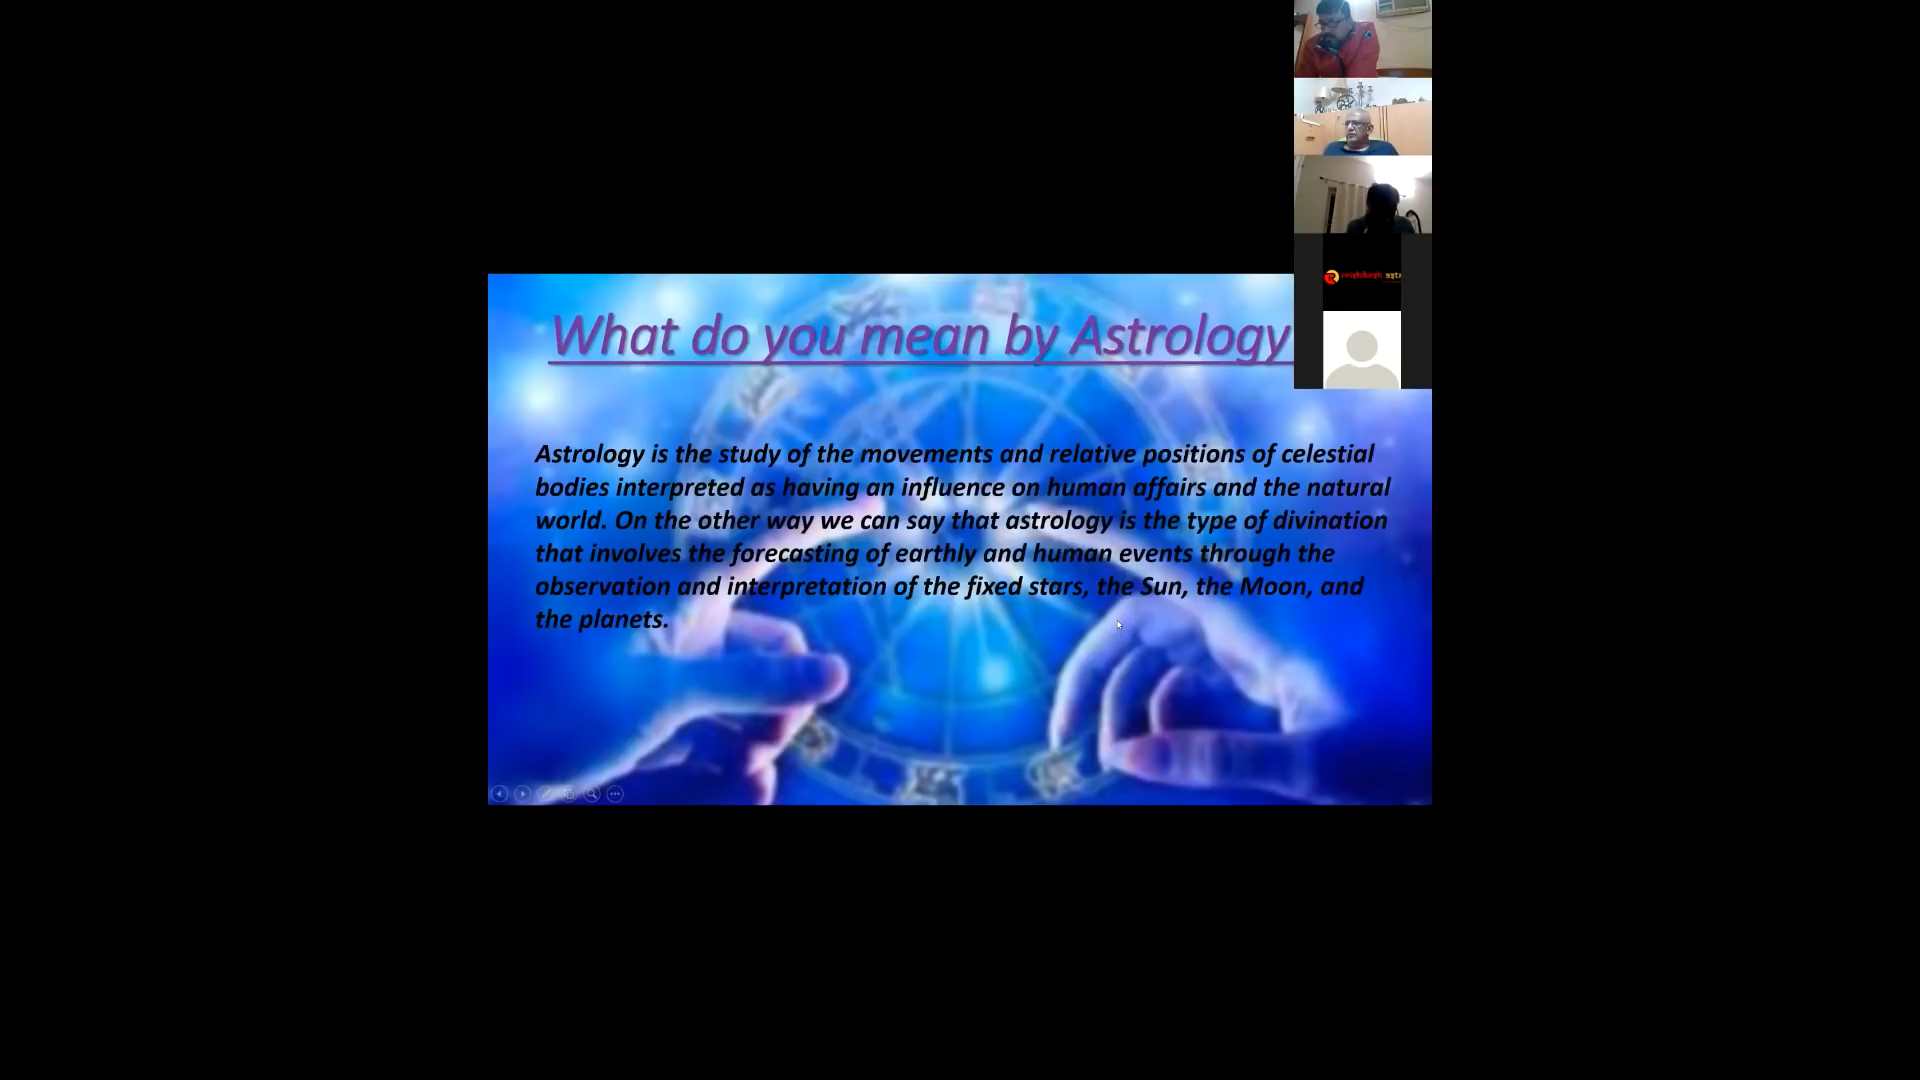 What do you mean by Astrology
Astrology is the study of the movements and relative positions of celestial
bodies interpreted as having an influence on human affairs and the natural
world. On the other way we can say that astrology is the type of divination
that involves the forecasting of earthly and human events through the
observation and interpretation of the fixed stars, the Sun, the Moon, and
the planets.